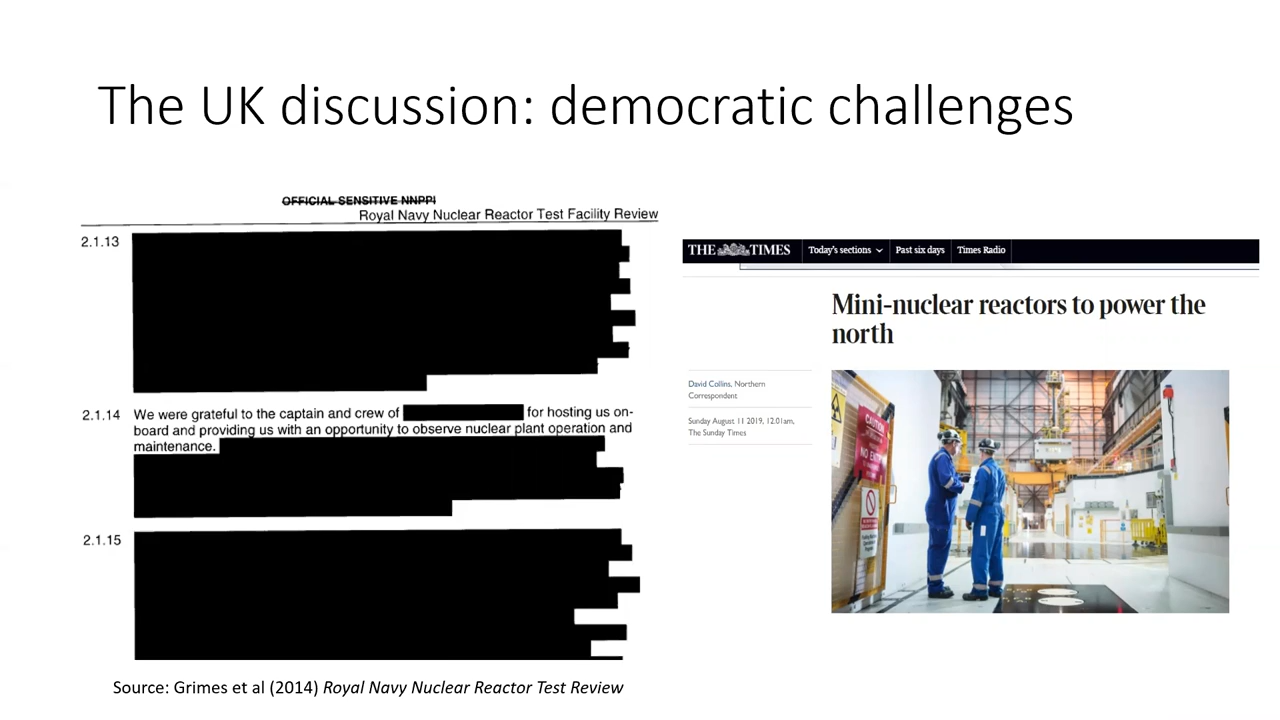 The UK discussion: democratic challenges
OFFICIAL SENSITIVE NNPPI
Royal Navy Nuclear Reactor Test Facility Review
2.1.13
2.1.14 We were grateful to the captain and crew of for hosting us on-
board and providing us with an opportunity to observe nuclear plant operation and
maintenance.
2.1.15
Source: Grimes et al (2014) Royal Navy Nuclear Reactor Test Review
THE TIMES Today's sections Past six days Times Radio
Mini-nuclear reactors to power the
north
David Collins, Northern
Correspondent
Sunday August 11 2019, 12.01am,
The Sunday Times
CAUTION
NO ENTRY